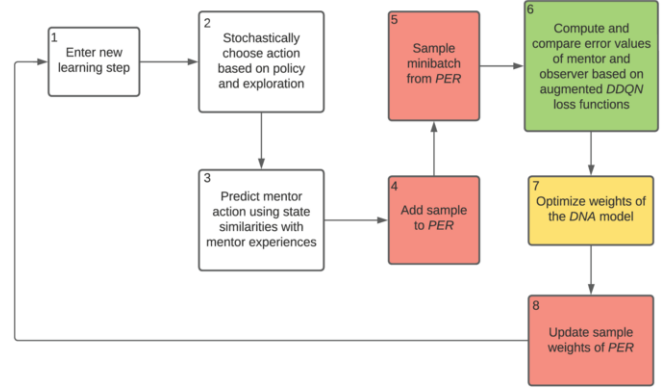 1
Enter new
learning step
2
Stochastically
choose action
based on policy
and exploration
3
Predict mentor
action using state
similarities with
mentor experiences
4
Add sample
to PER
5
Sample
minibatch
from PER
6
Compute and
compare error values
of mentor and
observer based on
augmented DDQN
loss functions
7
Optimize weights
of the DNA model
8
Update sample
weights of PER